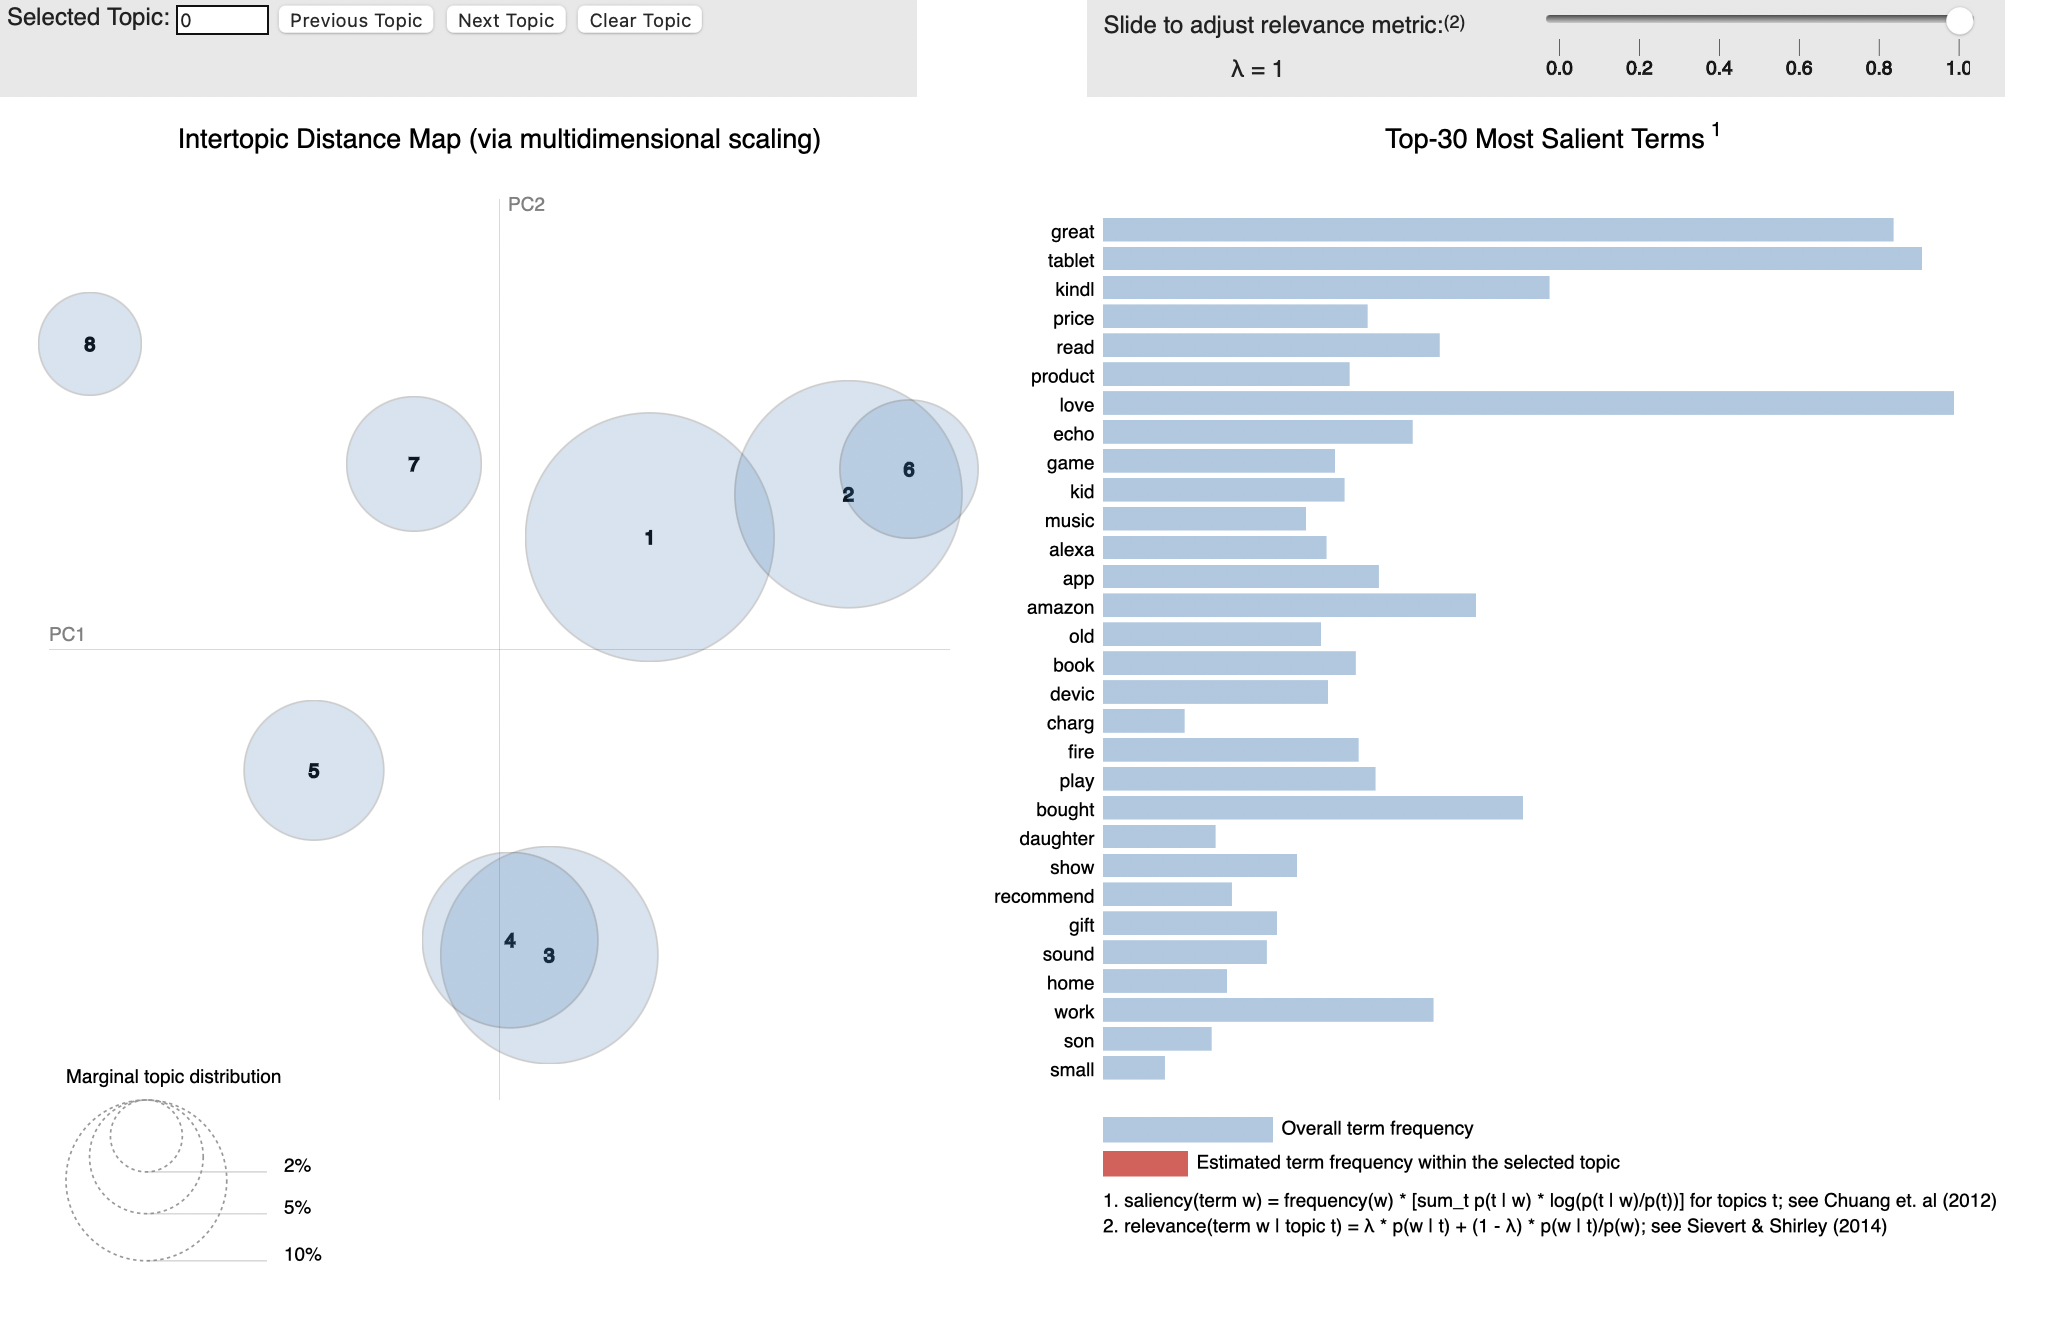 Selected Topic: 0 Previous Topic Next Topic Clear Topic
Slide to adjust relevance metric:(2)
λ = 1
0.0 0.2 0.4 0.6 0.8 1.0
Intertopic Distance Map (via multidimensional scaling)
PC2
PC1
8
7
1
2
6
5
4
3
Marginal topic distribution
2%
5%
10%
Top-30 Most Salient Terms 1
great
tablet
kindl
price
read
product
love
echo
game
kid
music
alexa
app
amazon
old
book
devic
charg
fire
play
bought
daughter
show
recommend
gift
sound
home
work
son
small
Overall term frequency
Estimated term frequency within the selected topic
1. saliency(term w) = frequency(w) * [sum_t p(t | w) * log(p(t | w)/p(t))] for topics t; see Chuang et. al (2012)
2. relevance(term w | topic t) = λ * p(w | t) + (1 - λ) * p(w | t)/p(w); see Sievert & Shirley (2014)